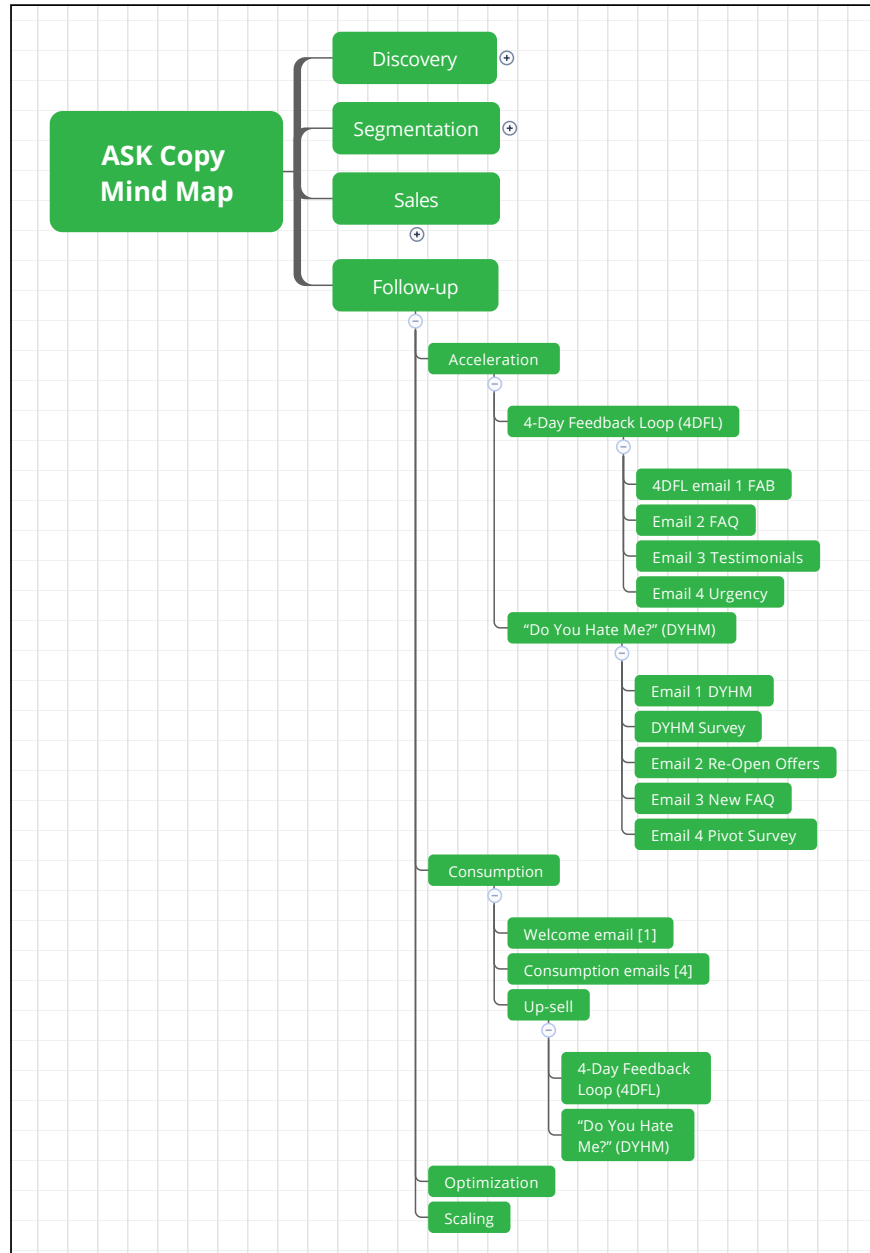 ASK Copy
Mind Map
Discovery
Segmentation
Sales
Follow-up
Acceleration
4-Day Feedback Loop (4DFL)
4DFL email 1 FAB
Email 2 FAQ
Email 3 Testimonials
Email 4 Urgency
“Do You Hate Me?” (DYHM)
Email 1 DYHM
DYHM Survey
Email 2 Re-Open Offers
Email 3 New FAQ
Email 4 Pivot Survey
Consumption
Welcome email [1]
Consumption emails [4]
Up-sell
4-Day Feedback
Loop (4DFL)
“Do You Hate
Me?” (DYHM)
Optimization
Scaling